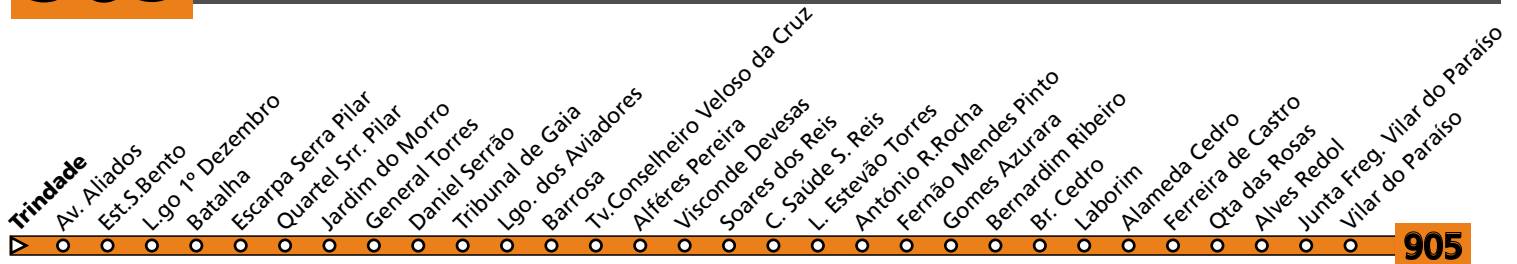 Trindade
Av. Aliados
Est.S.Bento
L.go 1º Dezembro
Batalha
Escarpa Serra Pilar
Quartel Srr. Pilar
Jardim do Morro
General Torres
Daniel Serrão
Tribunal de Gaia
Lgo. dos Aviadores
Barrosa
Tv.Conselheiro Veloso da Cruz
Alféres Pereira
Visconde Devesas
Soares dos Reis
C. Saúde S. Reis
L. Estevão Torres
António R.Rocha
Fernão Mendes Pinto
Gomes Azurara
Bernardim Ribeiro
Br. Cedro
Laborim
Alameda Cedro
Ferreira de Castro
Qta das Rosas
Alves Redol
Junta Freg. Vilar do Paraíso
Vilar do Paraíso
905